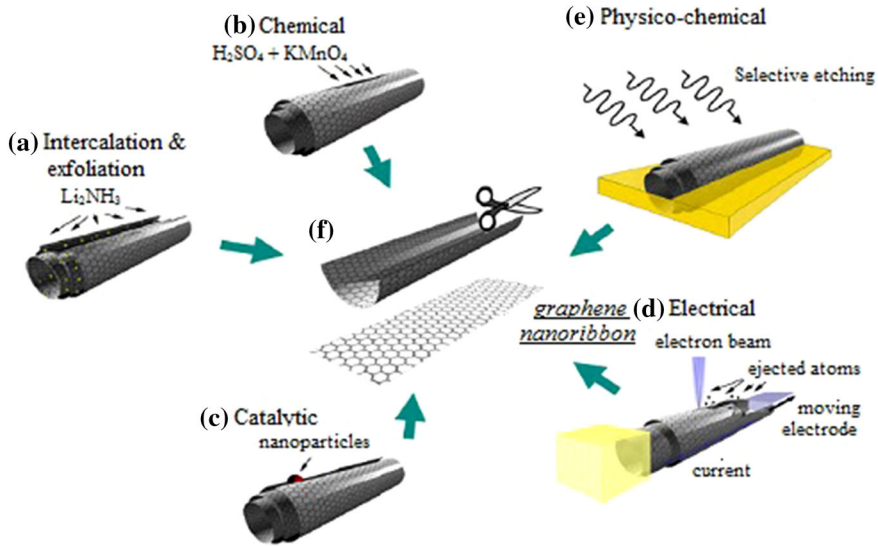 (a) Intercalation &
exfoliation
Li₂NH₃
(b) Chemical
H₂SO₄ + KMnO₄
(c) Catalytic
nanoparticles
(d) Electrical
electron beam
ejected atoms
moving
electrode
current
(e) Physico-chemical
Selective etching
(f)
graphene
nanoribbon